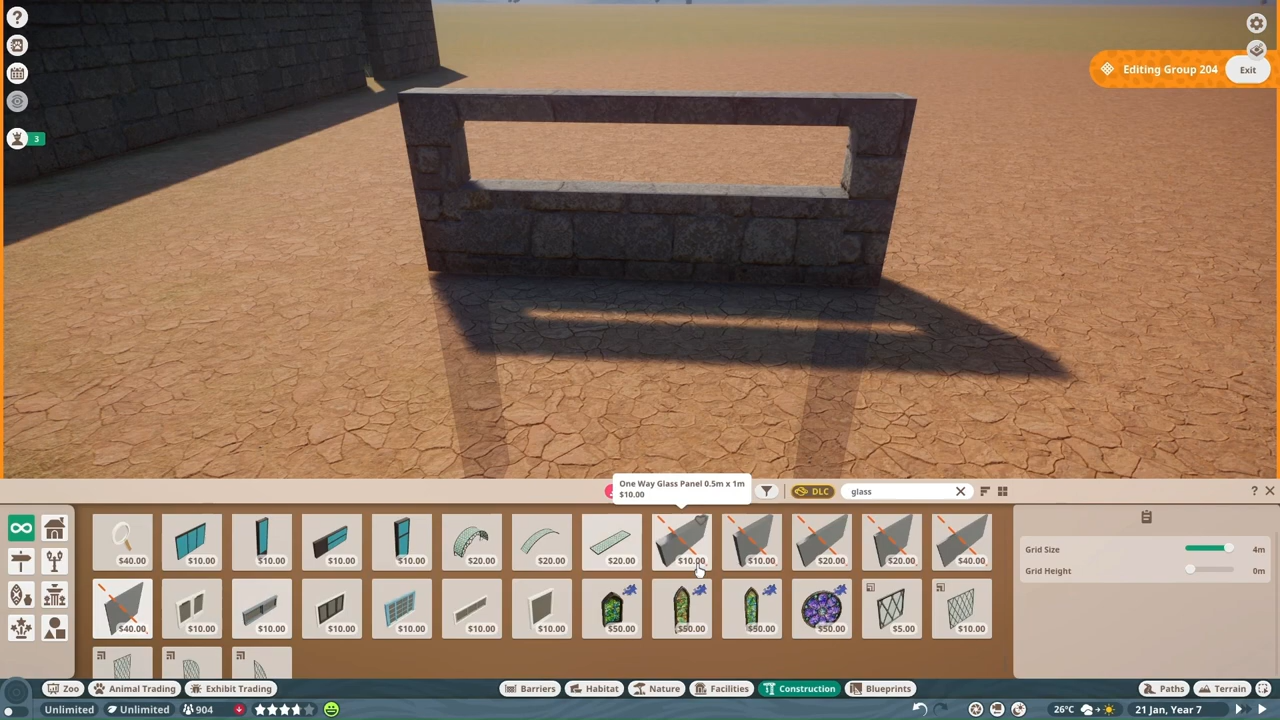 ?
Editing Group 204
Exit
3
One Way Glass Panel 0.5m x 1m
$10.00
DLC
glass
?
$40.00
$10.00
$10.00
$10.00
$10.00
$20.00
$20.00
$20.00
$10.00
$10.00
$20.00
$20.00
$40.00
$40.00
$10.00
$10.00
$10.00
$10.00
$10.00
$10.00
$50.00
$50.00
$50.00
$50.00
$5.00
$10.00
Grid Size
4m
Grid Height
0m
Zoo
Animal Trading
Exhibit Trading
Barriers
Habitat
Nature
Facilities
Construction
Blueprints
Paths
Terrain
Unlimited
Unlimited
904
26°C
21 Jan, Year 7